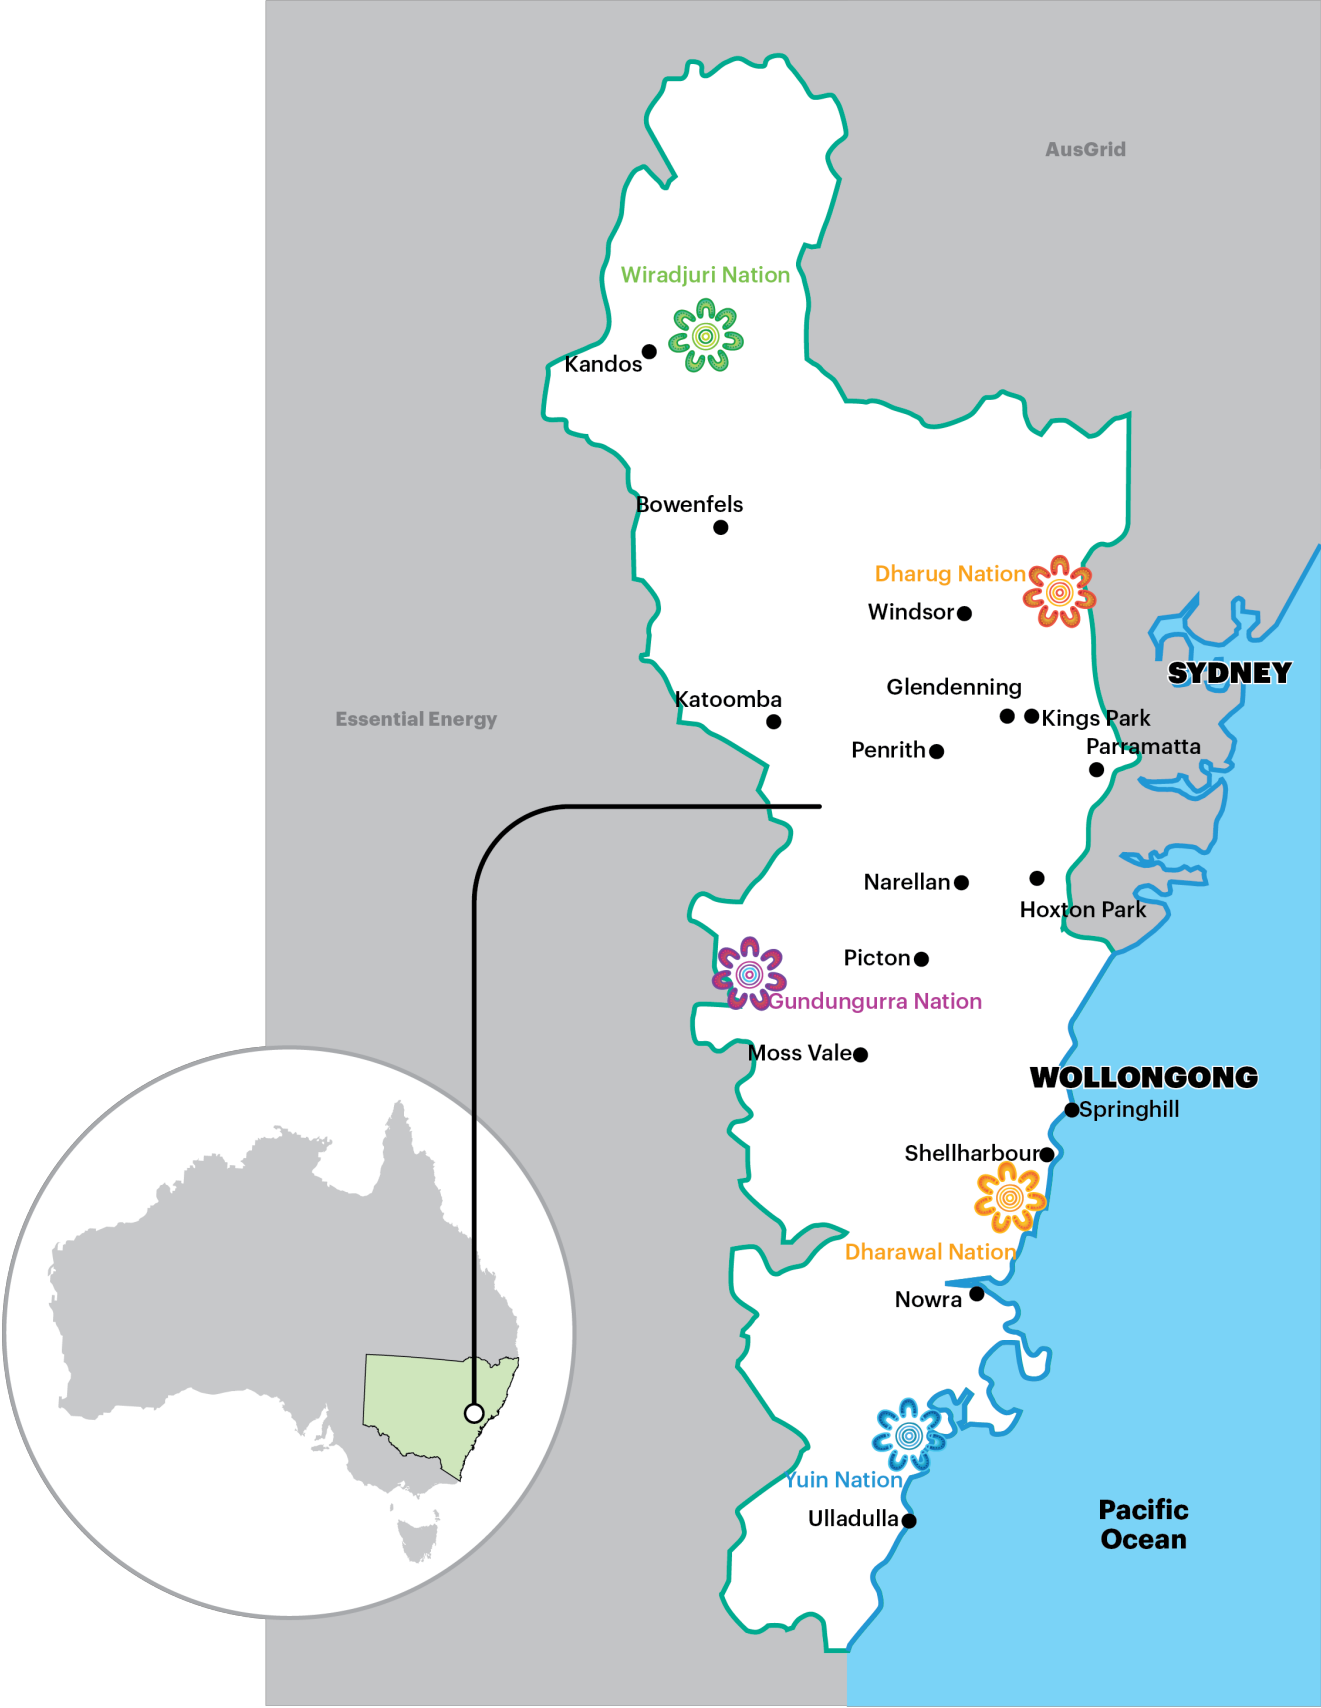 AusGrid
Wiradjuri Nation
Kandos
Bowenfels
Dharug Nation
Windsor
SYDNEY
Glendenning
Katoomba
Essential Energy
Kings Park
Parramatta
Penrith
Narellan
Hoxton Park
Picton
Gundungurra Nation
Moss Vale
WOLLONGONG
Springhill
Shellharbour
Dharawal Nation
Nowra
Yuin Nation
Ulladulla
Pacific
Ocean